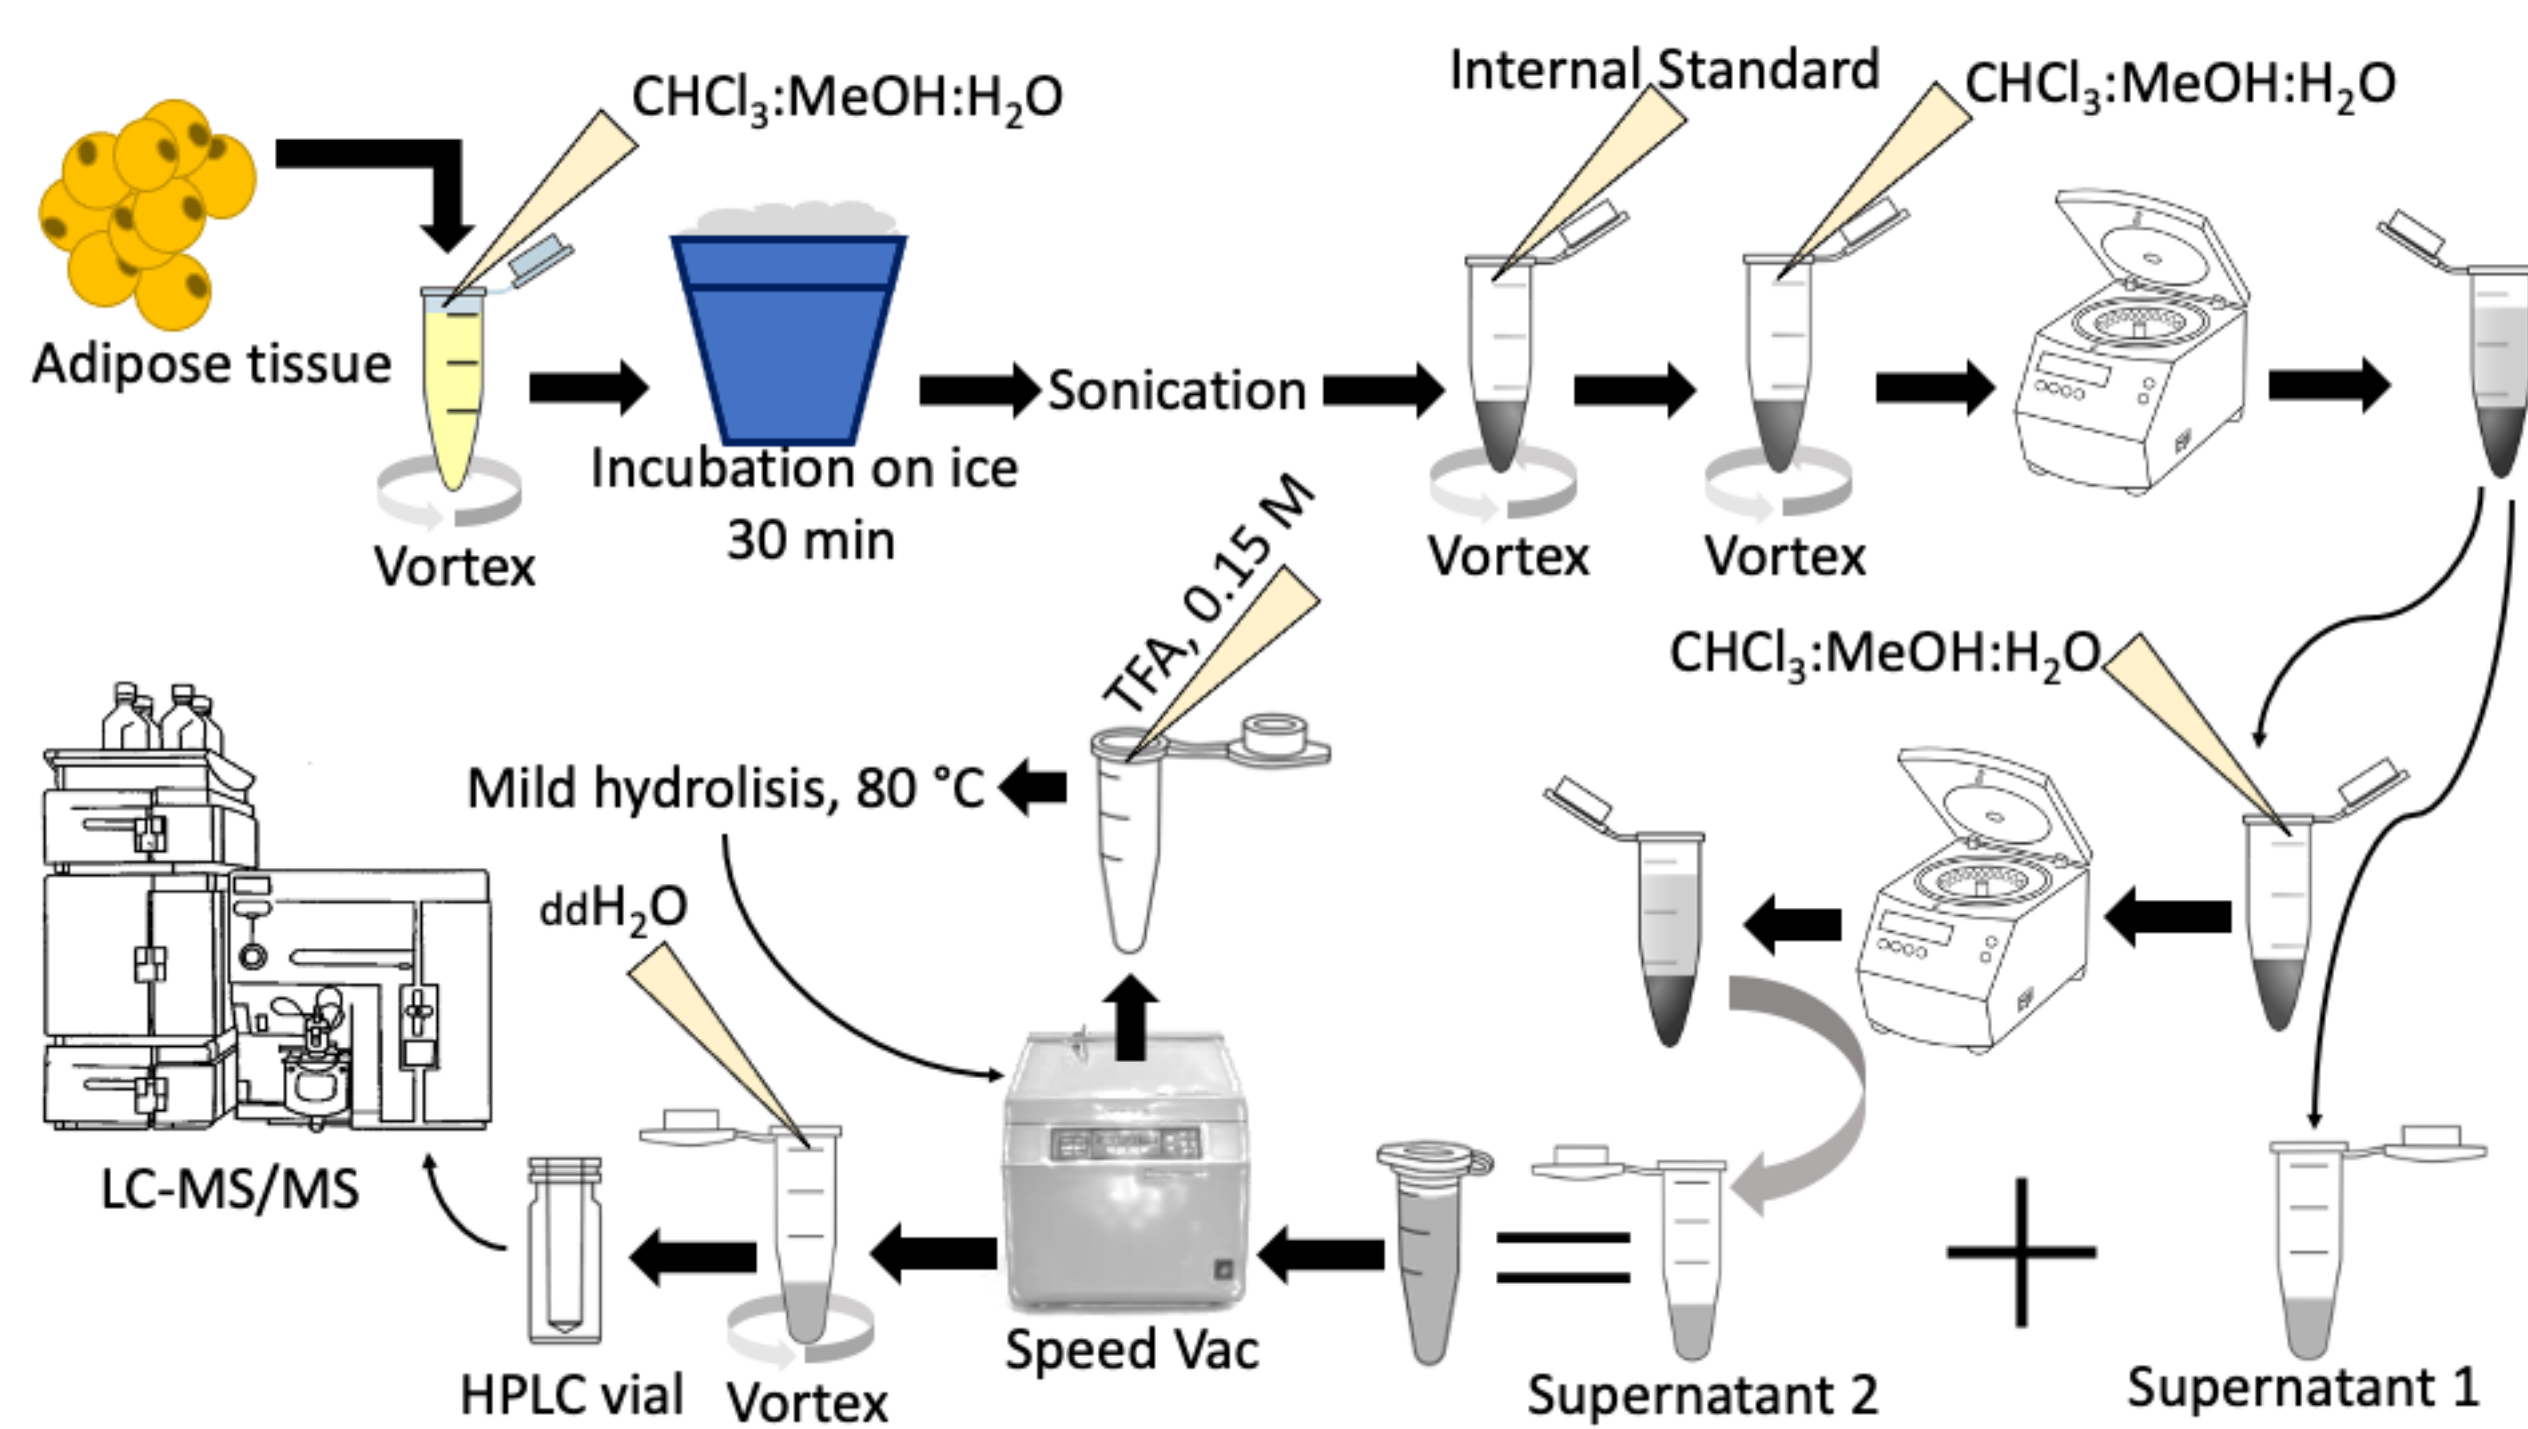 CHCl₃:MeOH:H₂O
Internal Standard
CHCl₃:MeOH:H₂O
Adipose tissue
Sonication
Incubation on ice
30 min
Vortex
Vortex
Vortex
TFA, 0.15 M
CHCl₃:MeOH:H₂O
Mild hydrolisis, 80 °C
ddH₂O
LC-MS/MS
Speed Vac
HPLC vial
Vortex
Supernatant 2
Supernatant 1